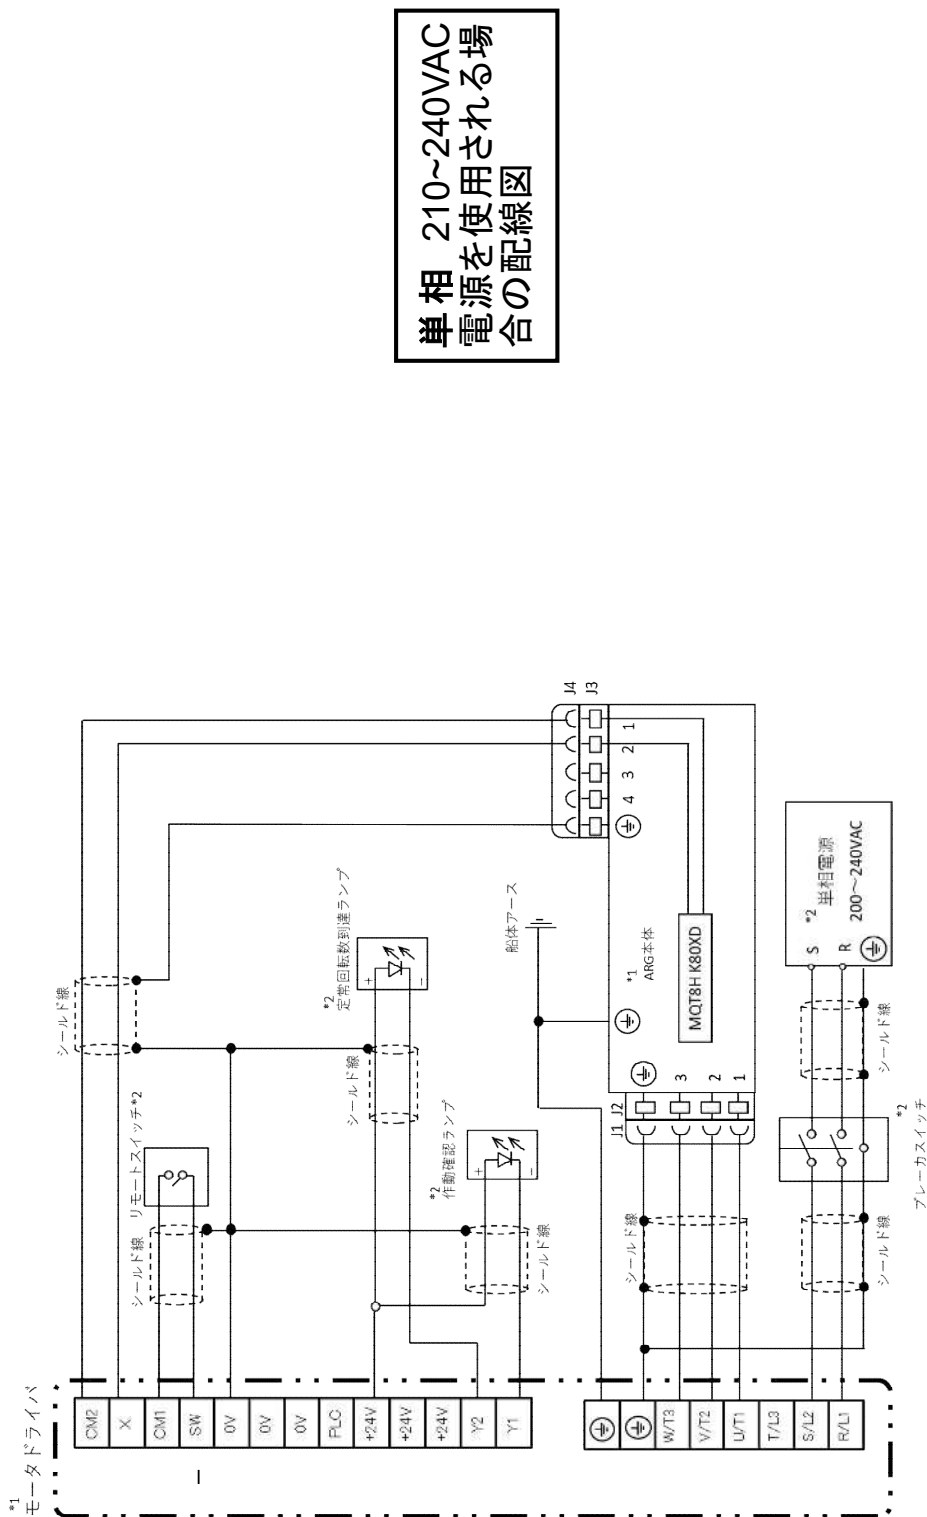 単相 210~240VAC
電源を使用される場
合の配線図
*1
モータドライバ
CM2
X
CM1
SW
0V
0V
0V
PLC
+24V
+24V
+24V
Y2
Y1
W/T3
V/T2
U/T1
T/L3
S/L2
R/L1
シールド線
リモートスイッチ*2
シールド線
*2
定常回転数到達ランプ
+
-
シールド線
*2
作動確認ランプ
+
-
シールド線
船体アース
J4
J3
1
2
3
4
*1
ARG本体
MQT8H K80XD
J1
J2
3
2
1
シールド線
*2
単相電源
200～240VAC
S
R
シールド線
*2
ブレーカスイッチ
シールド線